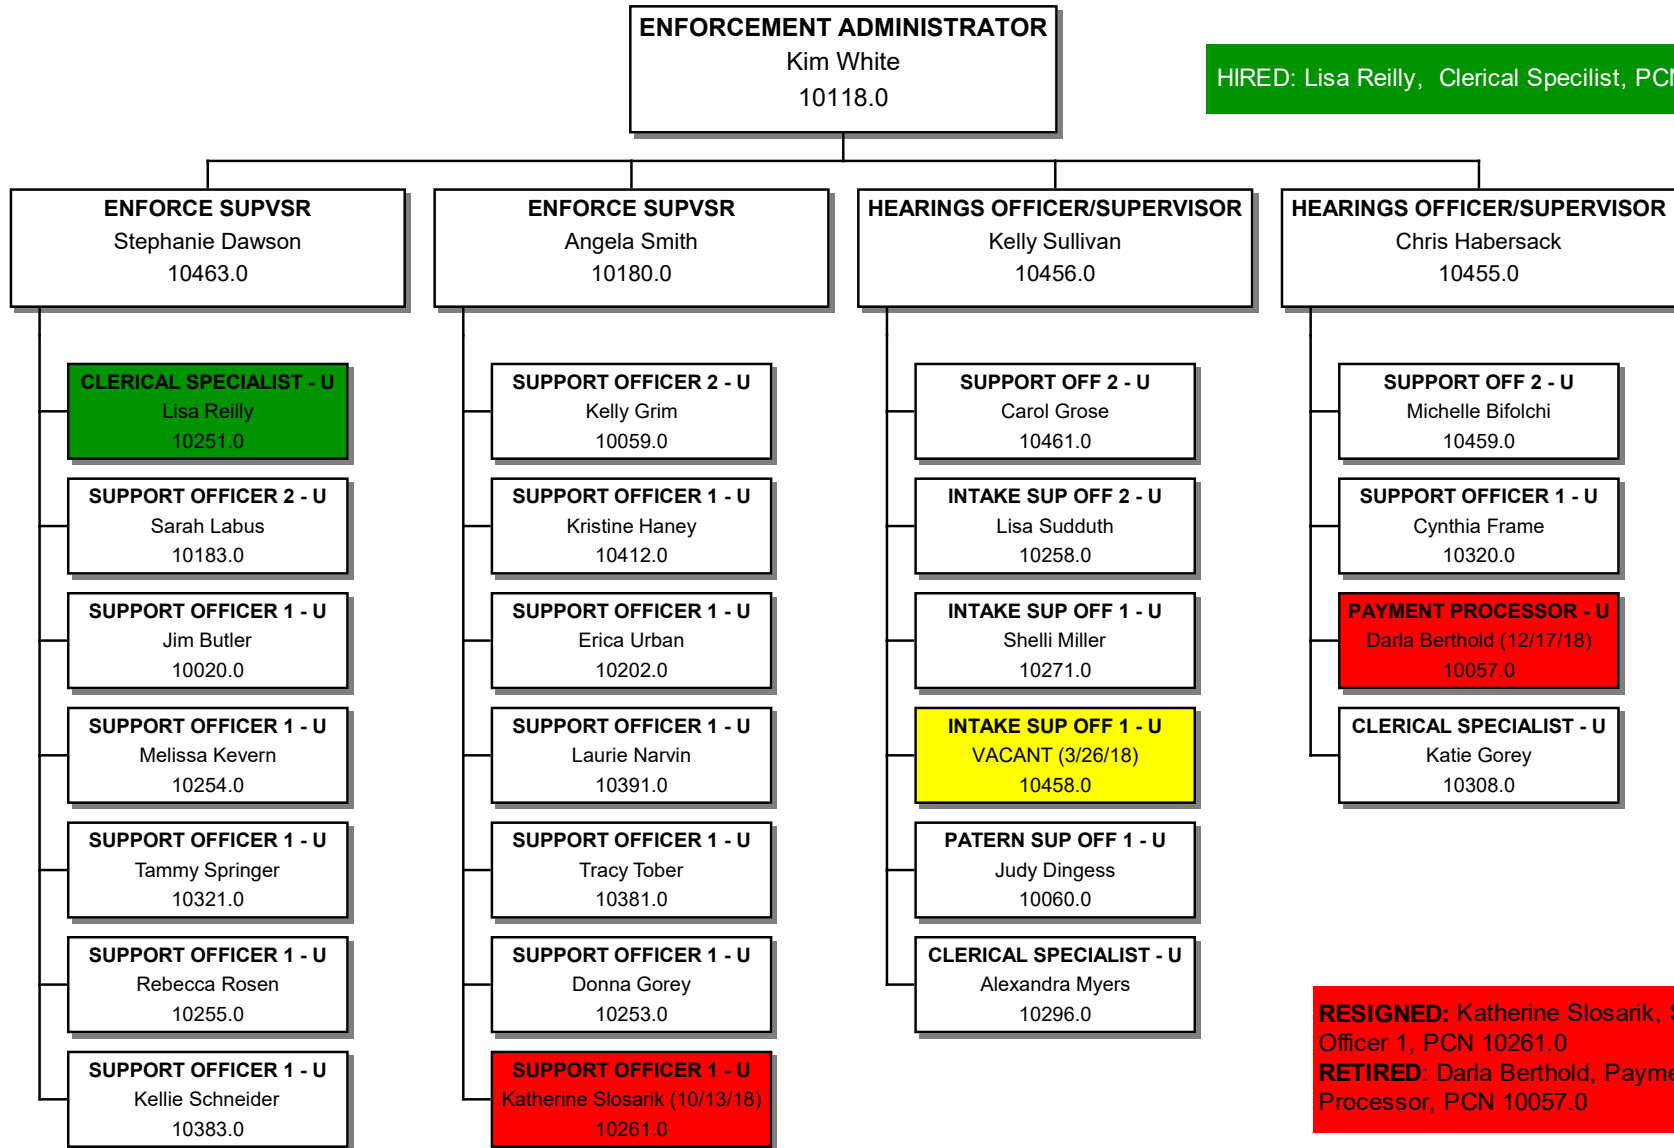 ENFORCEMENT ADMINISTRATOR
Kim White
10118.0
HIRED: Lisa Reilly, Clerical Specilist, PCN
ENFORCE SUPVSR
Stephanie Dawson
10463.0
ENFORCE SUPVSR
Angela Smith
10180.0
HEARINGS OFFICER/SUPERVISOR
Kelly Sullivan
10456.0
HEARINGS OFFICER/SUPERVISOR
Chris Habersack
10455.0
CLERICAL SPECIALIST - U
Lisa Reilly
10251.0
SUPPORT OFFICER 2 - U
Sarah Labus
10183.0
SUPPORT OFFICER 1 - U
Jim Butler
10020.0
SUPPORT OFFICER 1 - U
Melissa Kevern
10254.0
SUPPORT OFFICER 1 - U
Tammy Springer
10321.0
SUPPORT OFFICER 1 - U
Rebecca Rosen
10255.0
SUPPORT OFFICER 1 - U
Kellie Schneider
10383.0
SUPPORT OFFICER 2 - U
Kelly Grim
10059.0
SUPPORT OFFICER 1 - U
Kristine Haney
10412.0
SUPPORT OFFICER 1 - U
Erica Urban
10202.0
SUPPORT OFFICER 1 - U
Laurie Narvin
10391.0
SUPPORT OFFICER 1 - U
Tracy Tober
10381.0
SUPPORT OFFICER 1 - U
Donna Gorey
10253.0
SUPPORT OFFICER 1 - U
Katherine Slosarik (10/13/18)
10261.0
SUPPORT OFF 2 - U
Carol Grose
10461.0
INTAKE SUP OFF 2 - U
Lisa Sudduth
10258.0
INTAKE SUP OFF 1 - U
Shelli Miller
10271.0
INTAKE SUP OFF 1 - U
VACANT (3/26/18)
10458.0
PATERN SUP OFF 1 - U
Judy Dingess
10060.0
CLERICAL SPECIALIST - U
Alexandra Myers
10296.0
SUPPORT OFF 2 - U
Michelle Bifolchi
10459.0
SUPPORT OFFICER 1 - U
Cynthia Frame
10320.0
PAYMENT PROCESSOR - U
Darla Berthold (12/17/18)
10057.0
CLERICAL SPECIALIST - U
Katie Gorey
10308.0
RESIGNED: Katherine Slosarik,
Officer 1, PCN 10261.0
RETIRED: Darla Berthold, Payme
Processor, PCN 10057.0